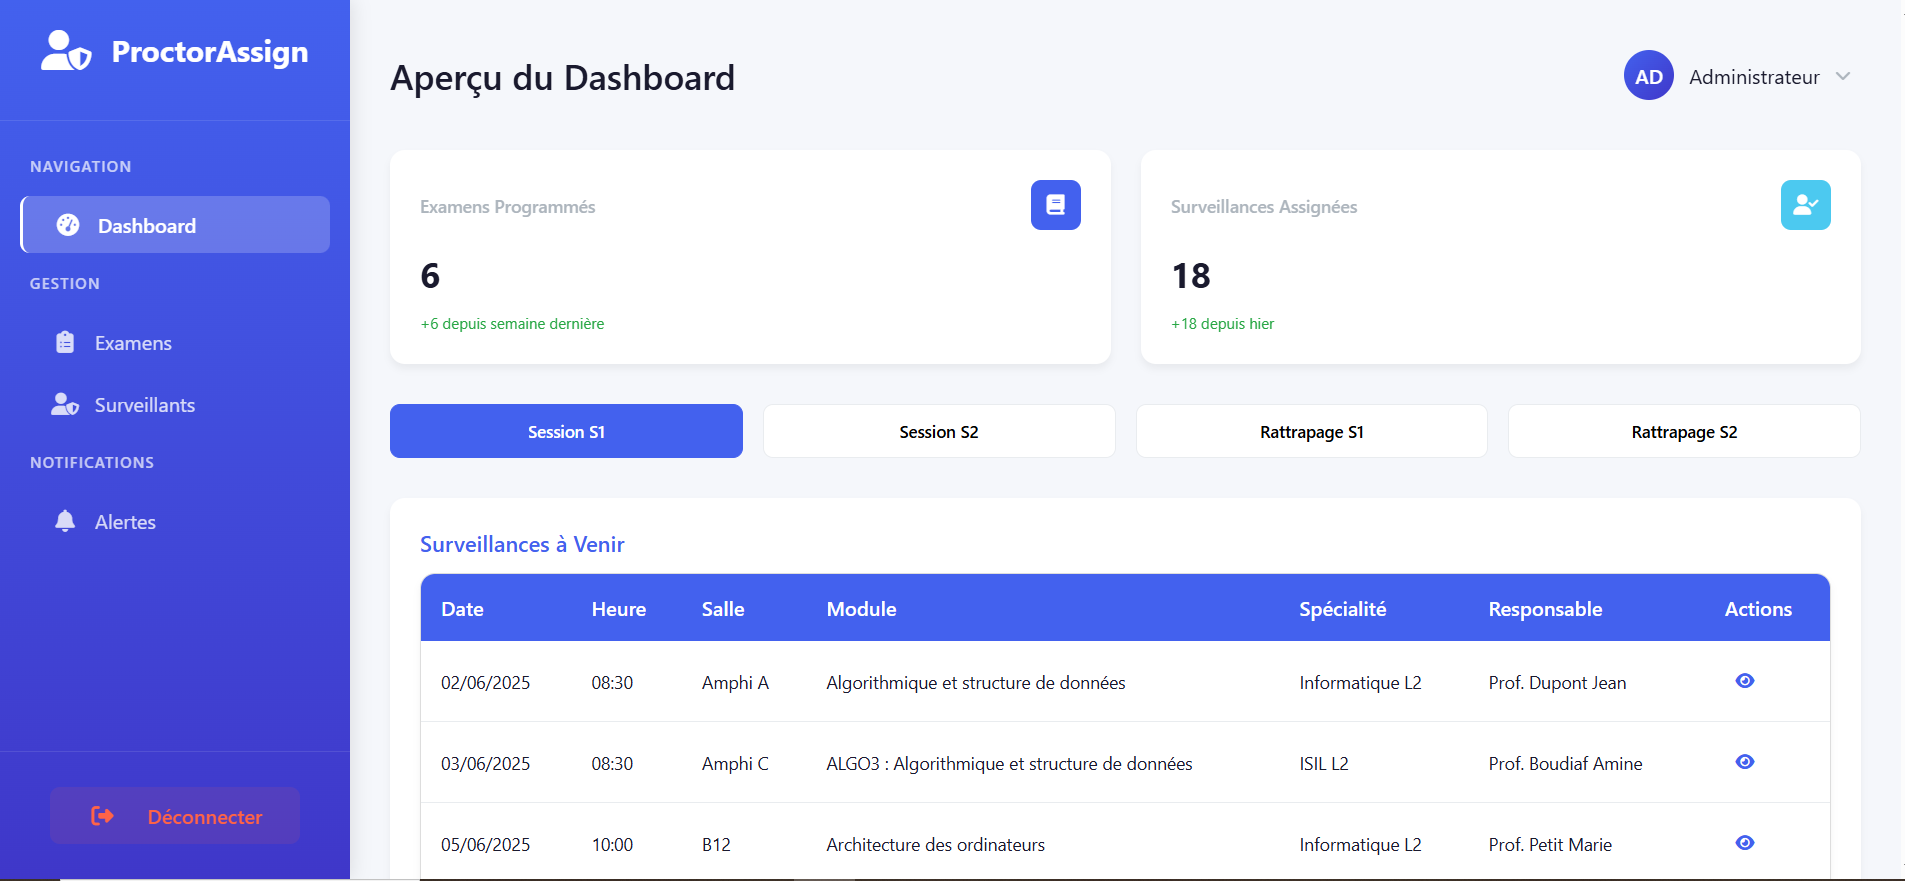 ProctorAssign
NAVIGATION
Dashboard
GESTION
Examens
Surveillants
NOTIFICATIONS
Alertes
Déconnecter
Aperçu du Dashboard
AD Administrateur
Examens Programmés
6
+6 depuis semaine dernière
Surveillances Assignées
18
+18 depuis hier
Session S1 Session S2 Rattrapage S1 Rattrapage S2
Surveillances à Venir
Date Heure Salle Module Spécialité Responsable Actions
02/06/2025 08:30 Amphi A Algorithmique et structure de données Informatique L2 Prof. Dupont Jean
03/06/2025 08:30 Amphi C ALGO3 : Algorithmique et structure de données ISIL L2 Prof. Boudiaf Amine
05/06/2025 10:00 B12 Architecture des ordinateurs Informatique L2 Prof. Petit Marie